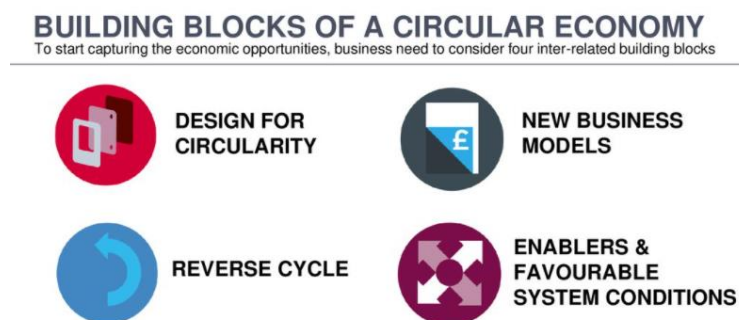 BUILDING BLOCKS OF A CIRCULAR ECONOMY
To start capturing the economic opportunities, business need to consider four inter-related building blocks
DESIGN FOR
CIRCULARITY
£
NEW BUSINESS
MODELS
REVERSE CYCLE
ENABLERS &
FAVOURABLE
SYSTEM CONDITIONS